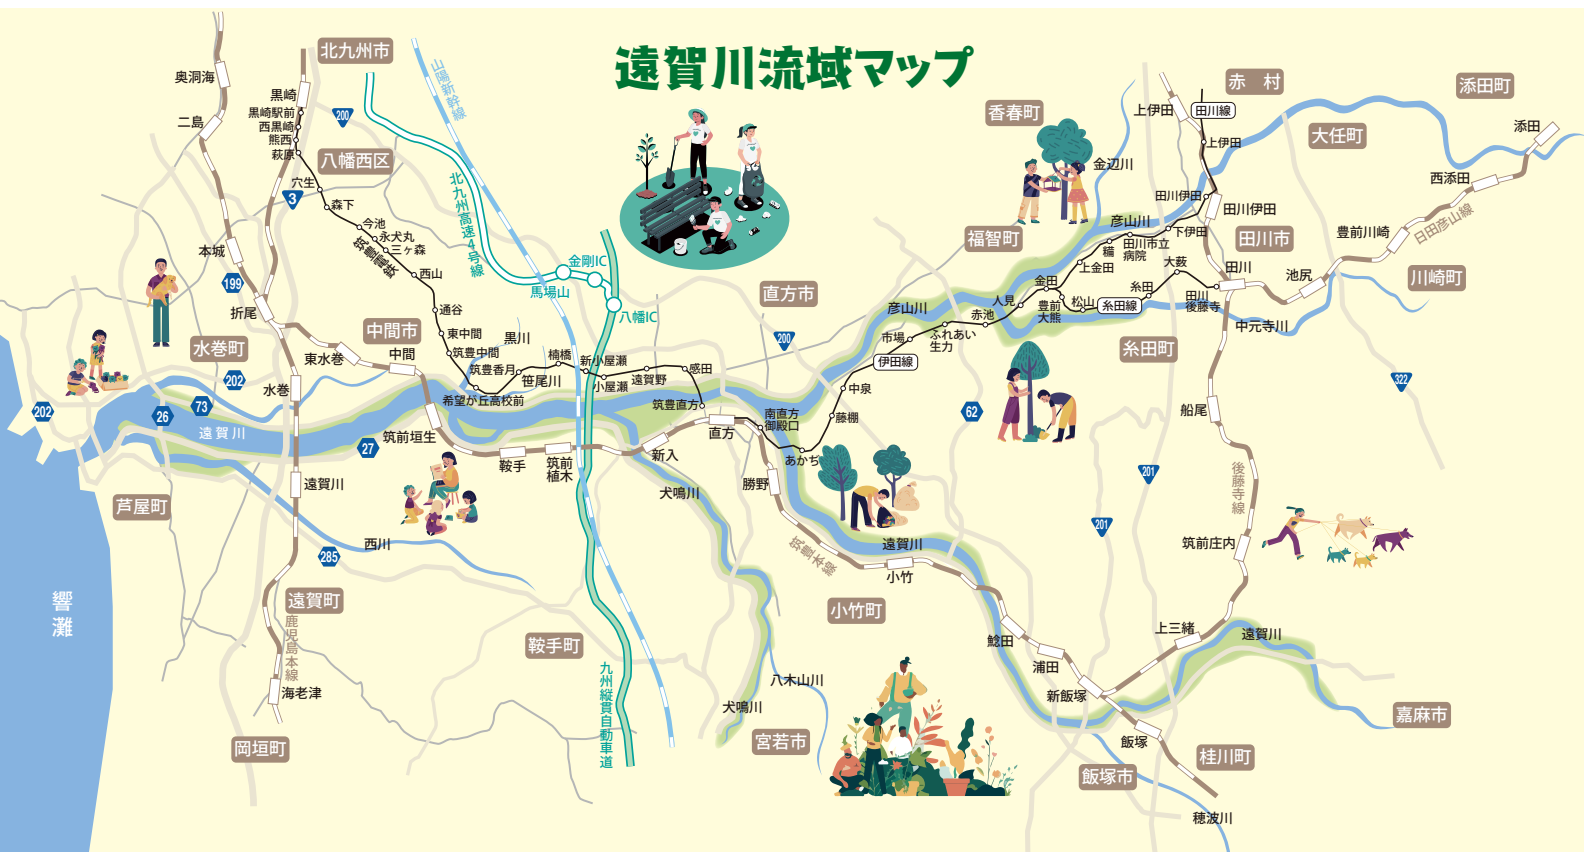 遠賀川流域マップ
北九州市
奥洞海
黒崎
黒崎駅前
西黒崎
熊西
萩原
二島
200
八幡西区
穴生
3
森下
今池
永犬丸
三ヶ森
筑豊電鉄
西山
通谷
東中間
筑豊中間
筑豊香月
希望が丘高校前
山陽新幹線
北九州高速4号線
金剛IC
馬場山
八幡IC
本城
199
折尾
水巻町
東水巻
中間市
中間
水巻
202
202
26
73
27
遠賀川
筑前垣生
黒川
笹尾川
楠橋
新小屋瀬
小屋瀬
遠賀野
感田
筑豊直方
直方市
200
鞍手
筑前植木
新入
直方
南直方御殿口
あかぢ
藤棚
中泉
伊田線
市場
ふれあい生力
赤池
人見
金田
豊前大熊
松山
糸田線
糸田
大藪
田川後藤寺
上金田
糒
田川市立病院
下伊田
田川伊田
田川伊田
上伊田
上伊田
田川線
赤 村
香春町
金辺川
彦山川
彦山川
福智町
田川市
田川
池尻
豊前川崎
日田彦山線
西添田
添田
添田町
大任町
川崎町
中元寺川
糸田町
322
62
船尾
201
201
後藤寺線
筑前庄内
上三緒
遠賀川
嘉麻市
桂川町
飯塚市
穂波川
飯塚
新飯塚
浦田
鯰田
小竹
小竹町
遠賀川
筑豊本線
勝野
犬鳴川
八木山川
犬鳴川
宮若市
鞍手町
九州縦貫自動車道
西川
285
遠賀川
遠賀町
鹿児島本線
海老津
岡垣町
芦屋町
響灘